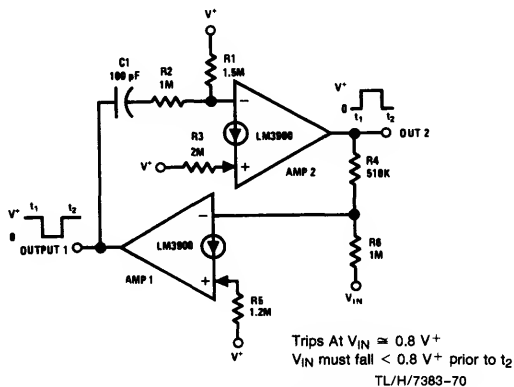 V+
C1
100 pF
R2
1M
R1
1.5M
V+
0
t1
t2
−
LM3900
+
AMP 2
OUT 2
R3
2M
V+
R4
510K
V+
t1
t2
0
OUTPUT 1
−
LM3900
+
AMP 1
R6
1M
VIN
R5
1.2M
V+
Trips At VIN ≅ 0.8 V+
VIN must fall < 0.8 V+ prior to t2
TL/H/7383–70